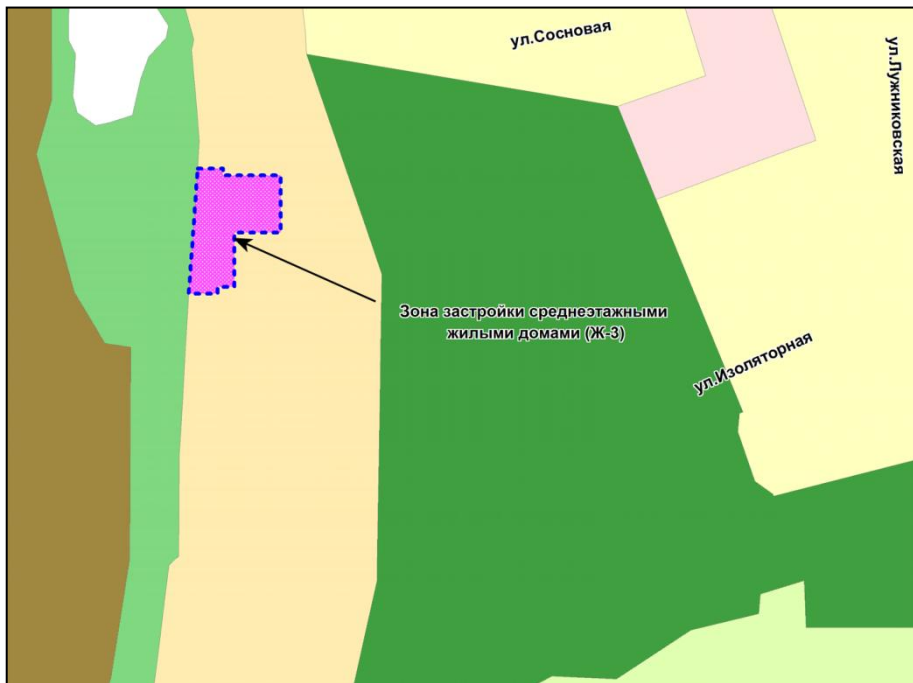 ул.Сосновая
ул.Лужниковская
Зона застройки среднеэтажными
жилыми домами (Ж-3)
ул.Изоляторная